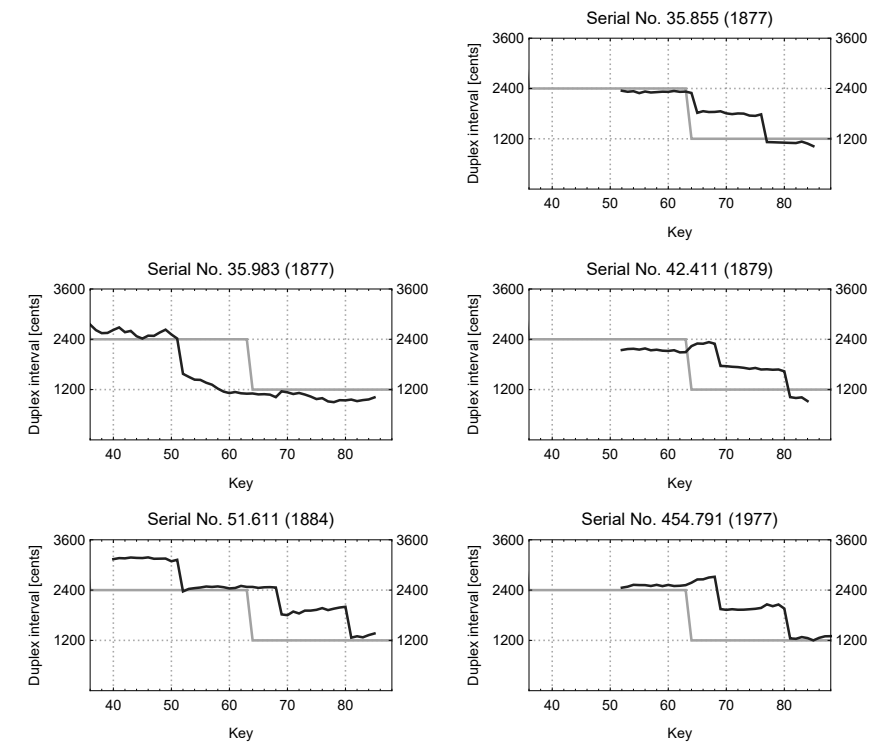 Serial No. 35.855 (1877)
Duplex interval [cents]
3600 3600
2400 2400
1200 1200
40 50 60 70 80
Key
Serial No. 35.983 (1877)
Duplex interval [cents]
3600 3600
2400 2400
1200 1200
40 50 60 70 80
Key
Serial No. 42.411 (1879)
Duplex interval [cents]
3600 3600
2400 2400
1200 1200
40 50 60 70 80
Key
Serial No. 51.611 (1884)
Duplex interval [cents]
3600 3600
2400 2400
1200 1200
40 50 60 70 80
Key
Serial No. 454.791 (1977)
Duplex interval [cents]
3600 3600
2400 2400
1200 1200
40 50 60 70 80
Key